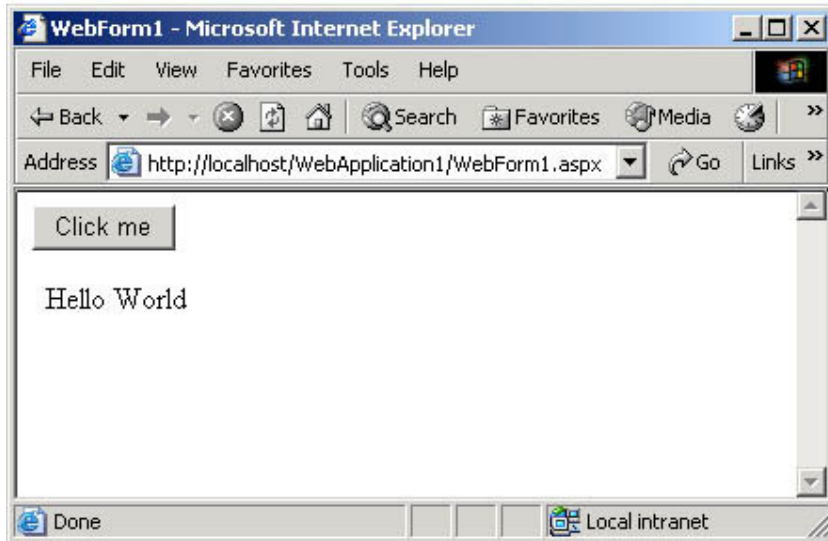 WebForm1 - Microsoft Internet Explorer
File Edit View Favorites Tools Help
Back Search Favorites Media »
Address http://localhost/WebApplication1/WebForm1.aspx Go Links »
Click me
Hello World
Done Local intranet